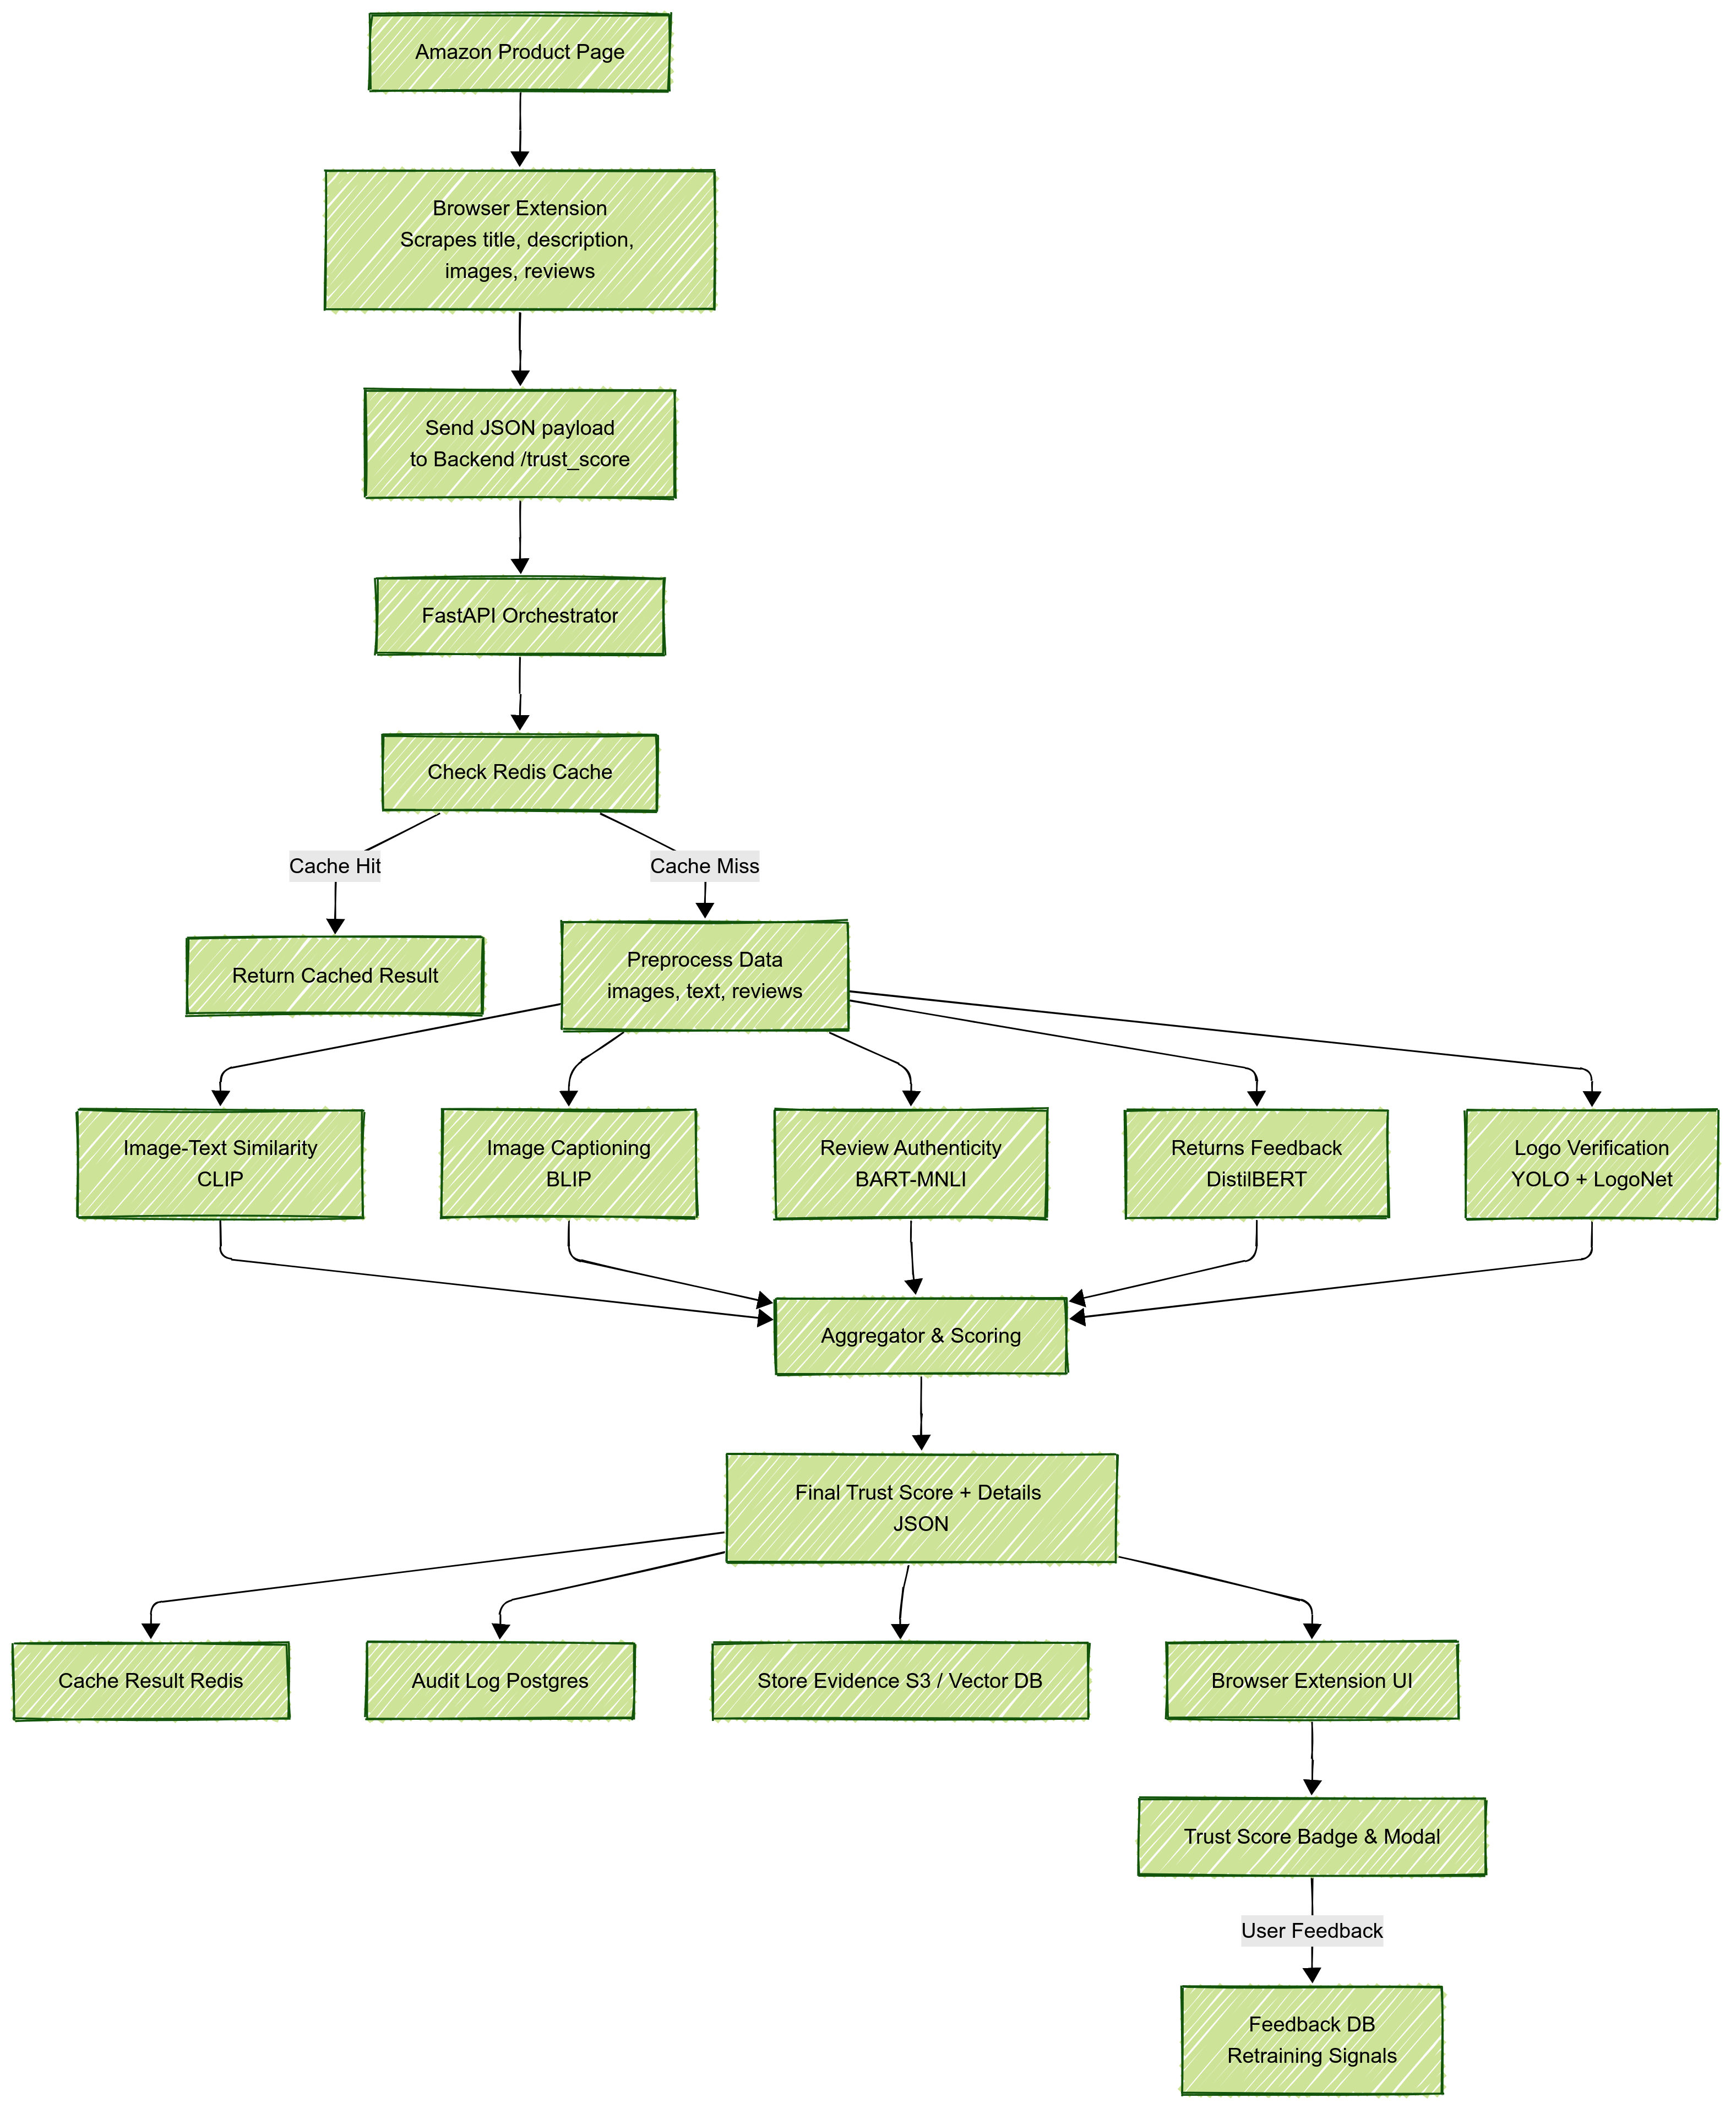 Amazon Product Page
Browser Extension
Scrapes title, description,
images, reviews
Send JSON payload
to Backend /trust_score
FastAPI Orchestrator
Check Redis Cache
Cache Hit
Cache Miss
Return Cached Result
Preprocess Data
images, text, reviews
Image-Text Similarity
CLIP
Image Captioning
BLIP
Review Authenticity
BART-MNLI
Returns Feedback
DistilBERT
Logo Verification
YOLO + LogoNet
Aggregator & Scoring
Final Trust Score + Details
JSON
Cache Result Redis
Audit Log Postgres
Store Evidence S3 / Vector DB
Browser Extension UI
Trust Score Badge & Modal
User Feedback
Feedback DB
Retraining Signals